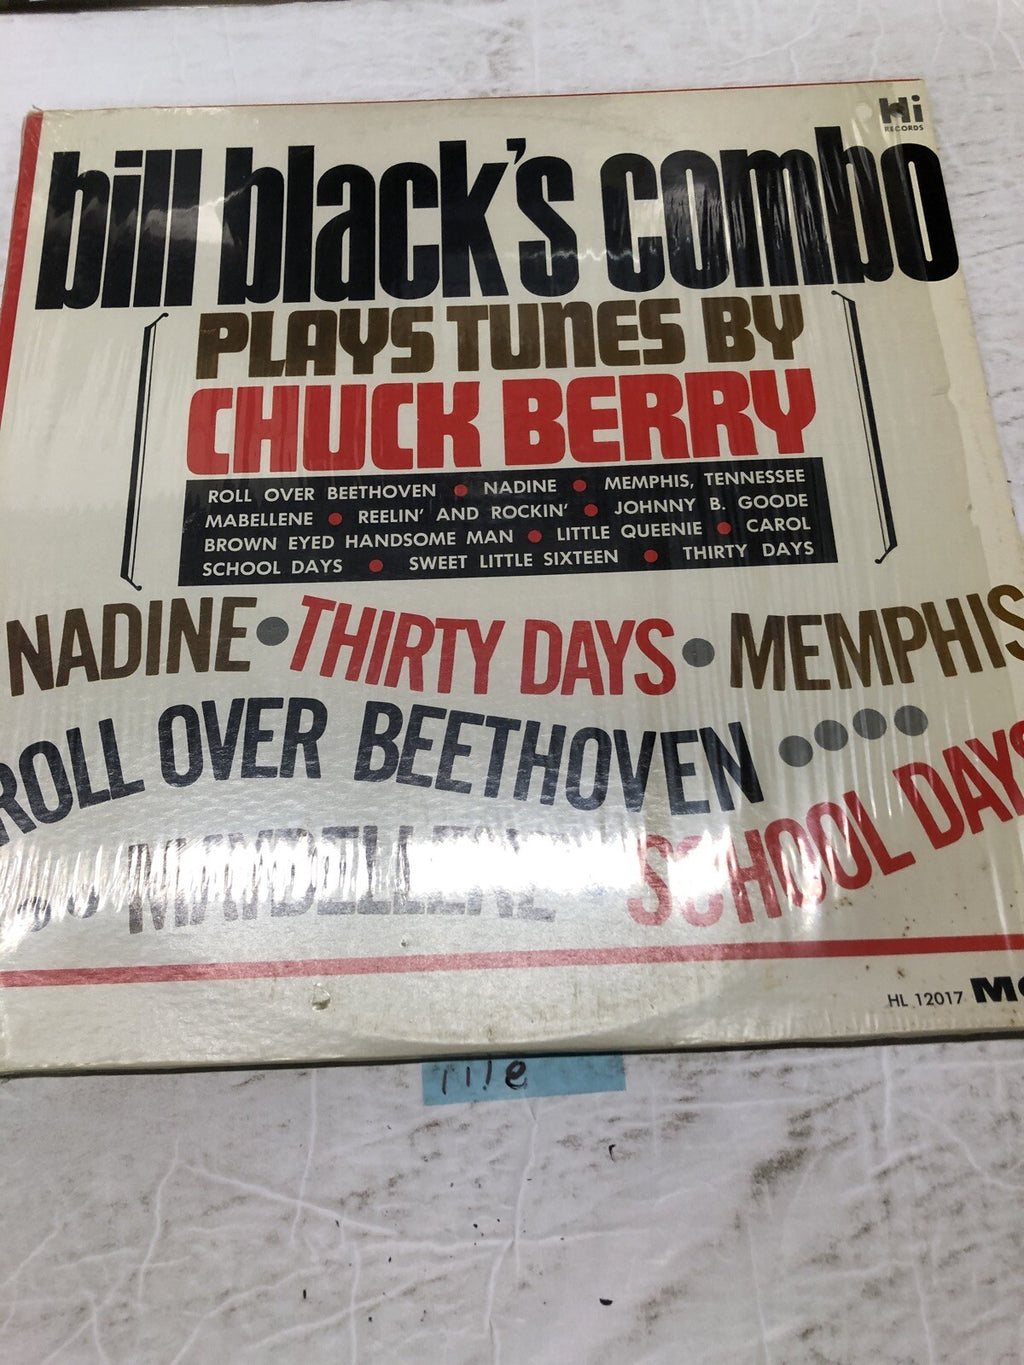 Hi
RECORDS
bill black's combo
PLAYS TUNES BY
CHUCK BERRY
ROLL OVER BEETHOVEN • NADINE • MEMPHIS, TENNESSEE
MABELLENE • REELIN' AND ROCKIN' • JOHNNY B. GOODE
BROWN EYED HANDSOME MAN • LITTLE QUEENIE • CAROL
SCHOOL DAYS • SWEET LITTLE SIXTEEN • THIRTY DAYS
NADINE • THIRTY DAYS • MEMPHIS
ROLL OVER BEETHOVEN ••••
MAYBELLENE • SCHOOL DAYS
HL 12017